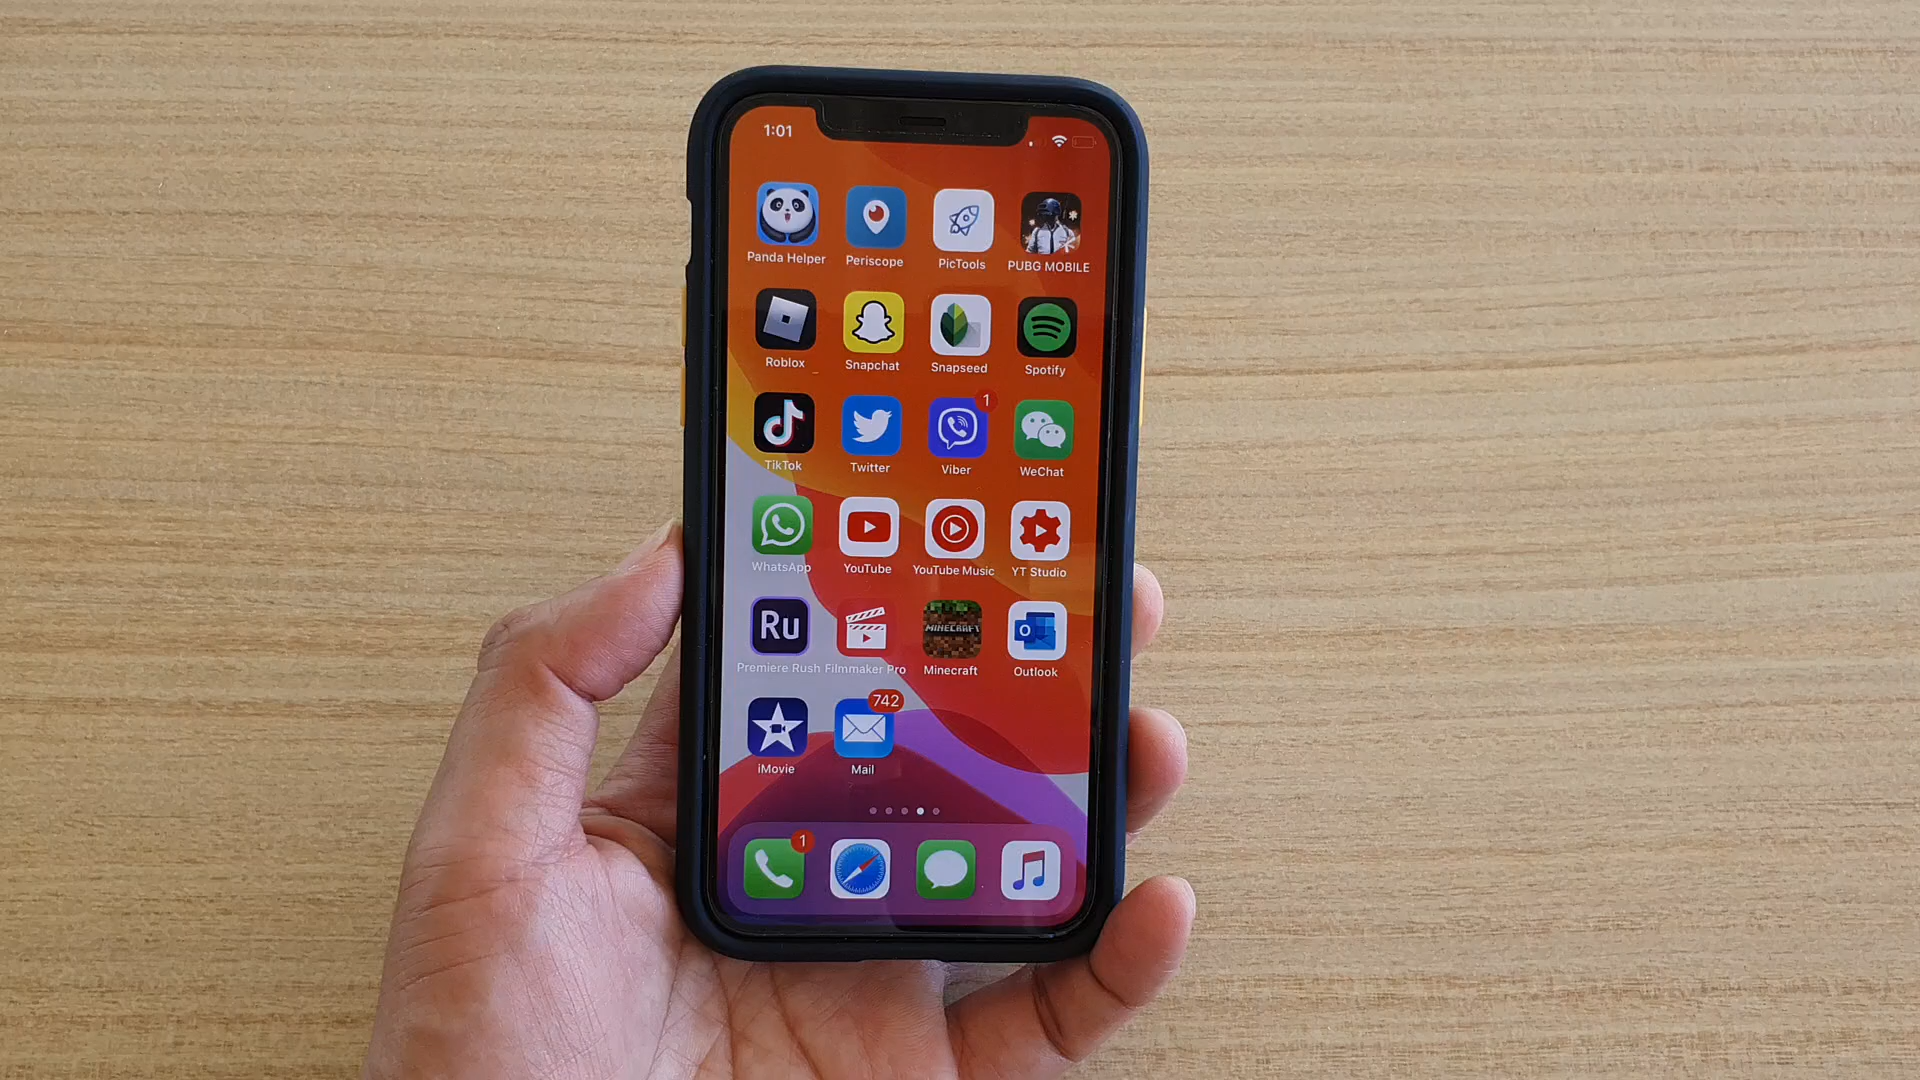 1:01
Panda Helper Periscope PicTools PUBG MOBILE
Roblox Snapchat Snapseed Spotify
1
TikTok Twitter Viber WeChat
WhatsApp YouTube YouTube Music YT Studio
Ru MINECRAFT O
Premiere Rush Filmmaker Pro Minecraft Outlook
742
iMovie Mail
1